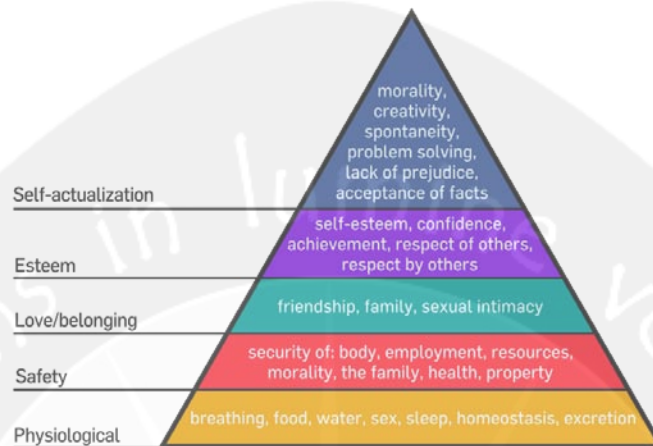 morality,
creativity,
spontaneity,
problem solving,
lack of prejudice,
acceptance of facts
Self-actualization
self-esteem, confidence,
achievement, respect of others,
respect by others
Esteem
friendship, family, sexual intimacy
Love/belonging
security of: body, employment, resources,
morality, the family, health, property
Safety
breathing, food, water, sex, sleep, homeostasis, excretion
Physiological
in